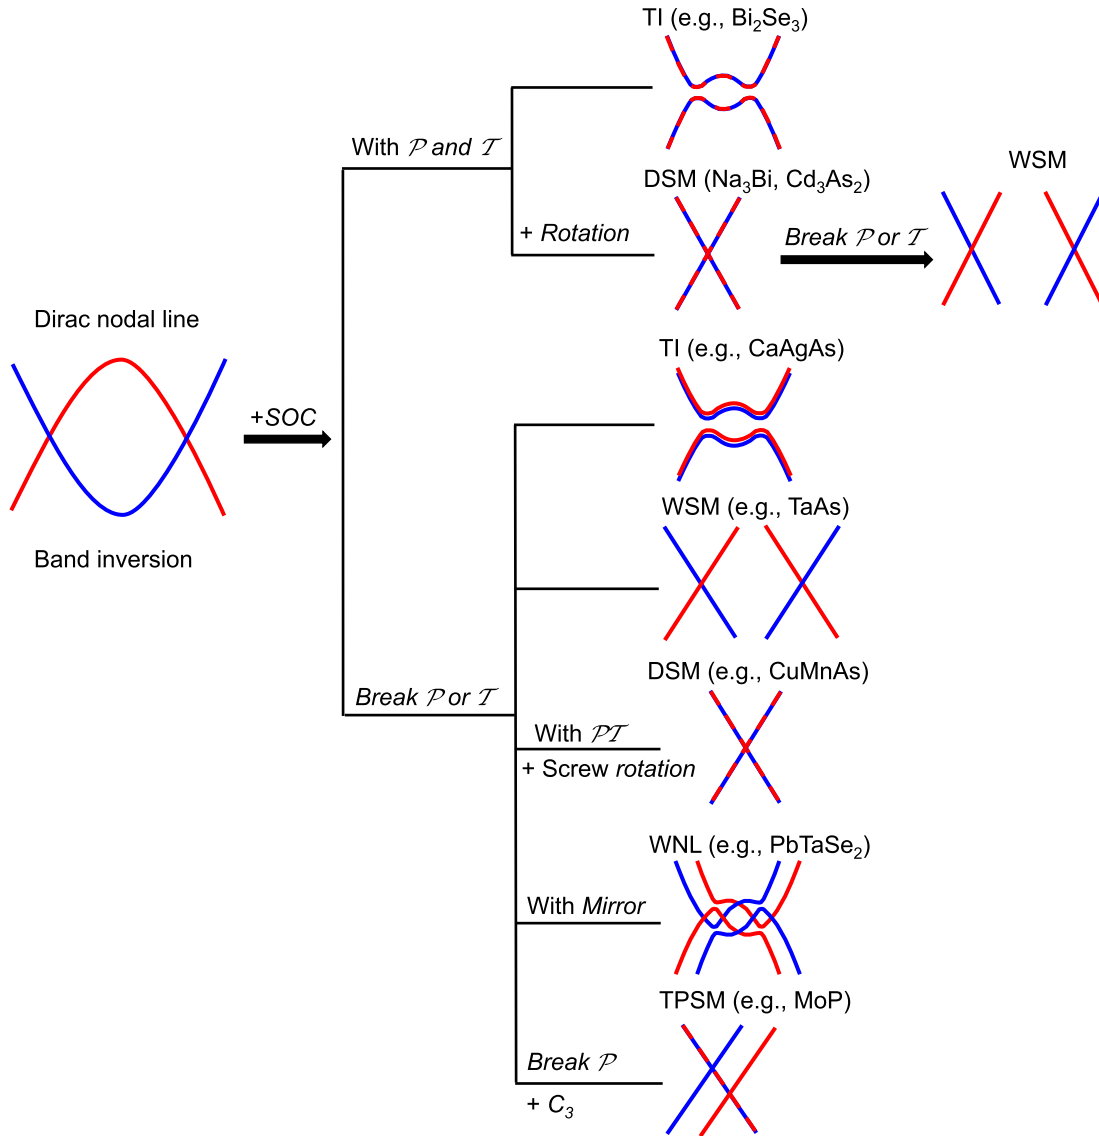 TI (e.g., Bi₂Se₃)
With 𝒫 and 𝒯
DSM (Na₃Bi, Cd₃As₂)
WSM
+ Rotation
Break 𝒫 or 𝒯
Dirac nodal line
+SOC
Band inversion
TI (e.g., CaAgAs)
WSM (e.g., TaAs)
DSM (e.g., CuMnAs)
Break 𝒫 or 𝒯
With 𝒫𝒯
+ Screw rotation
WNL (e.g., PbTaSe₂)
With Mirror
TPSM (e.g., MoP)
Break 𝒫
+ C₃